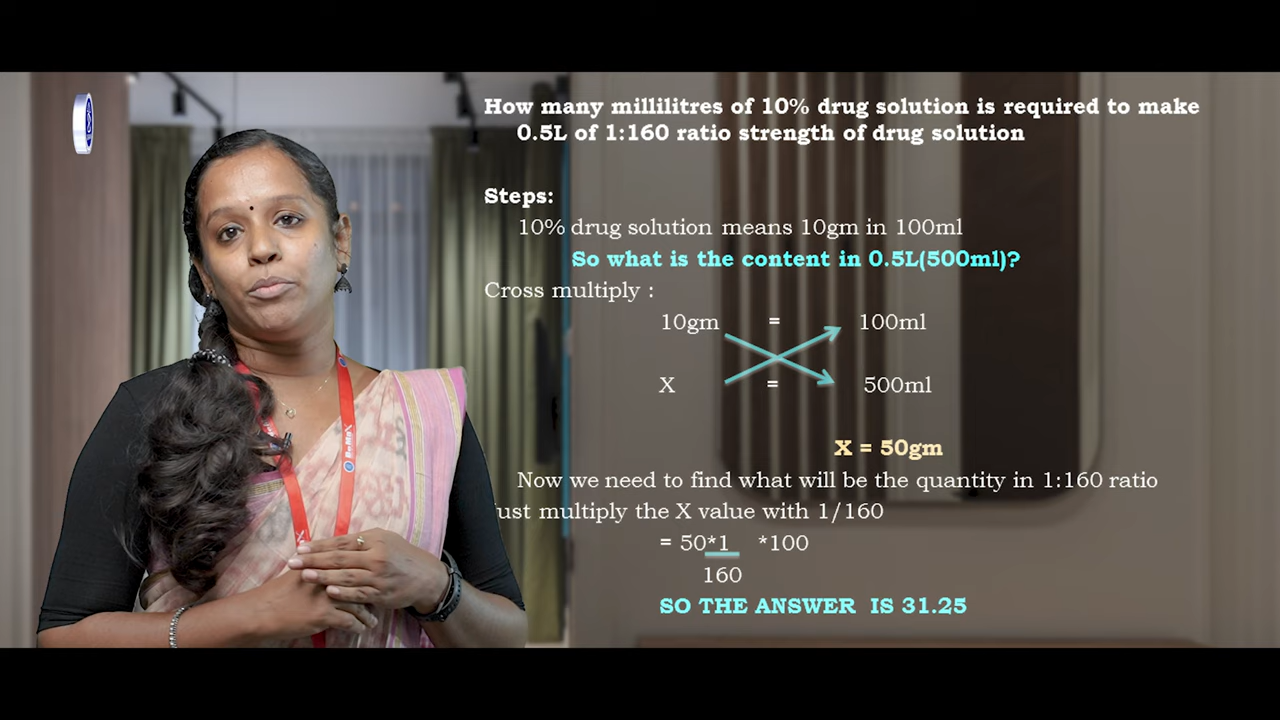 How many millilitres of 10% drug solution is required to make
0.5L of 1:160 ratio strength of drug solution
Steps:
10% drug solution means 10gm in 100ml
So what is the content in 0.5L(500ml)?
Cross multiply :
10gm = 100ml
X = 500ml
X = 50gm
Now we need to find what will be the quantity in 1:160 ratio
Just multiply the X value with 1/160
= 50*1 *100
160
SO THE ANSWER IS 31.25